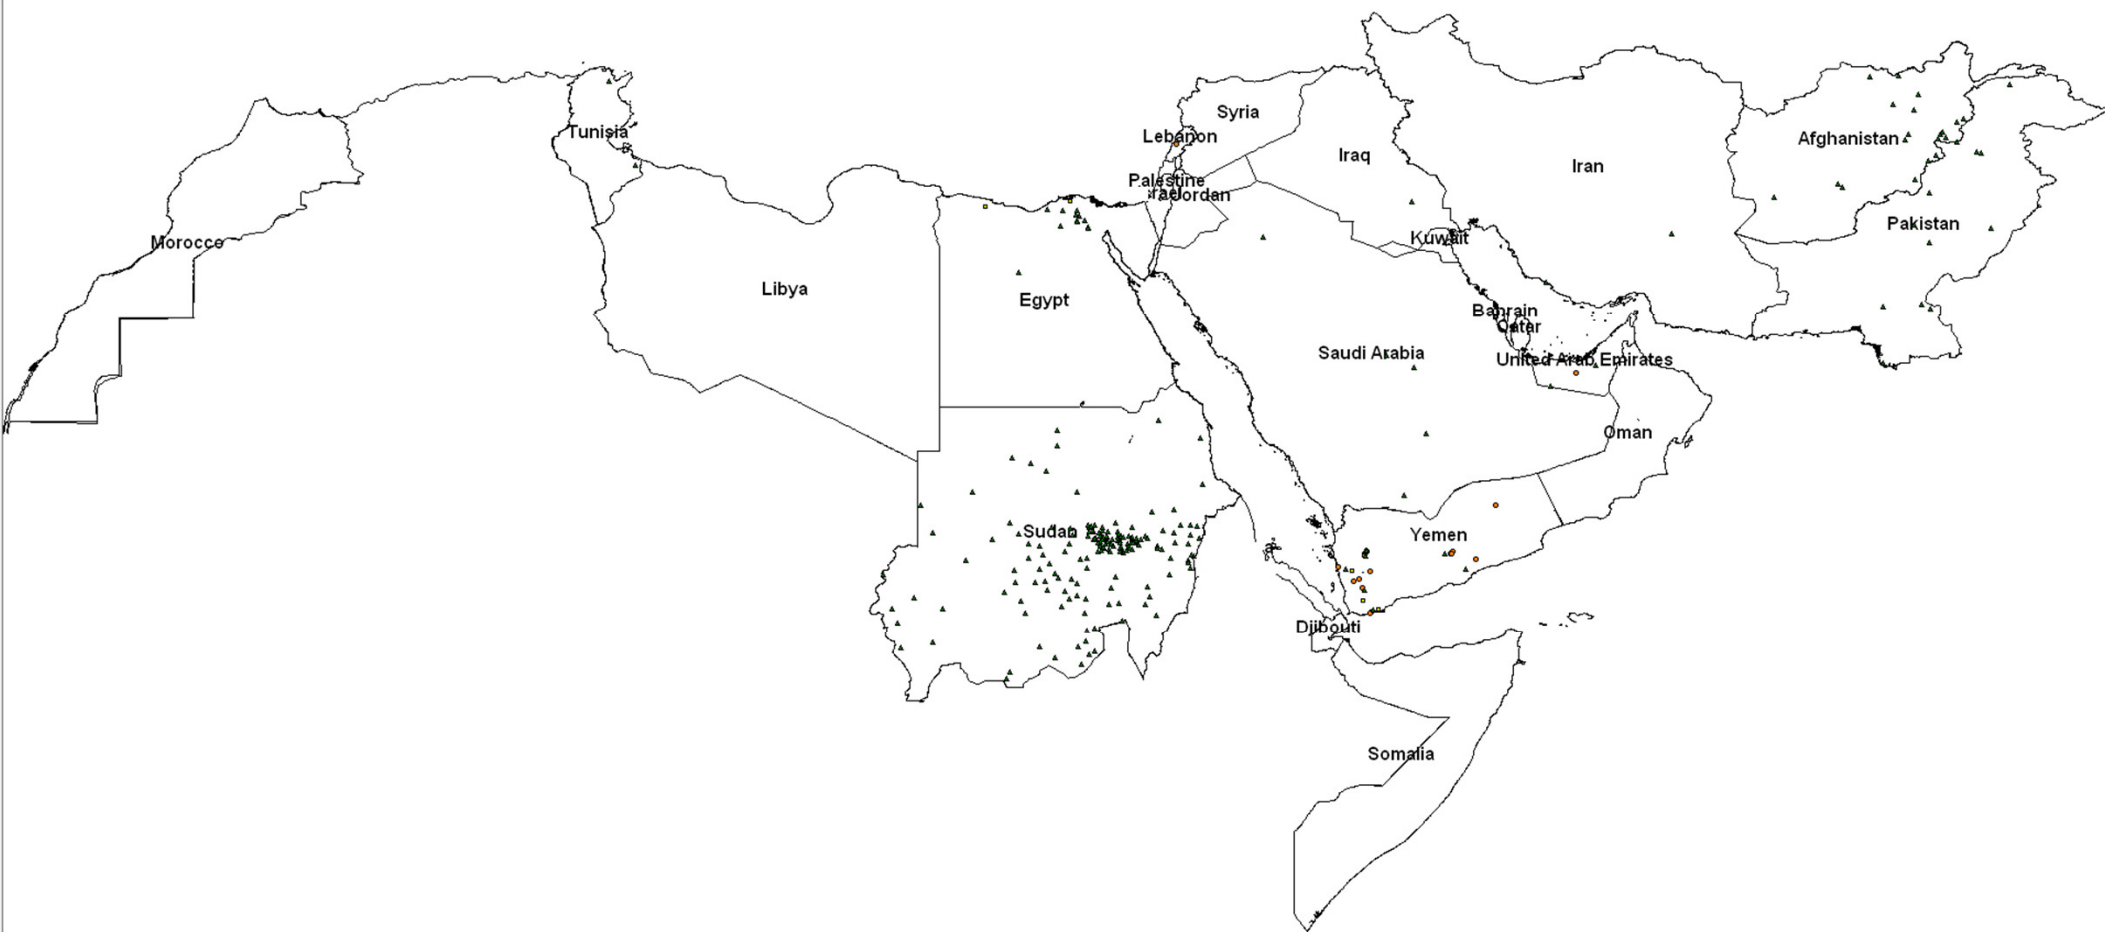 Syria
Tunisia
Lebanon
Afghanistan
Iraq
Iran
Palestine
Israel
Jordan
Pakistan
Morocco
Kuwait
Libya
Egypt
Bahrain
Qatar
Saudi Arabia
United Arab Emirates
Oman
Sudan
Yemen
Djibouti
Somalia